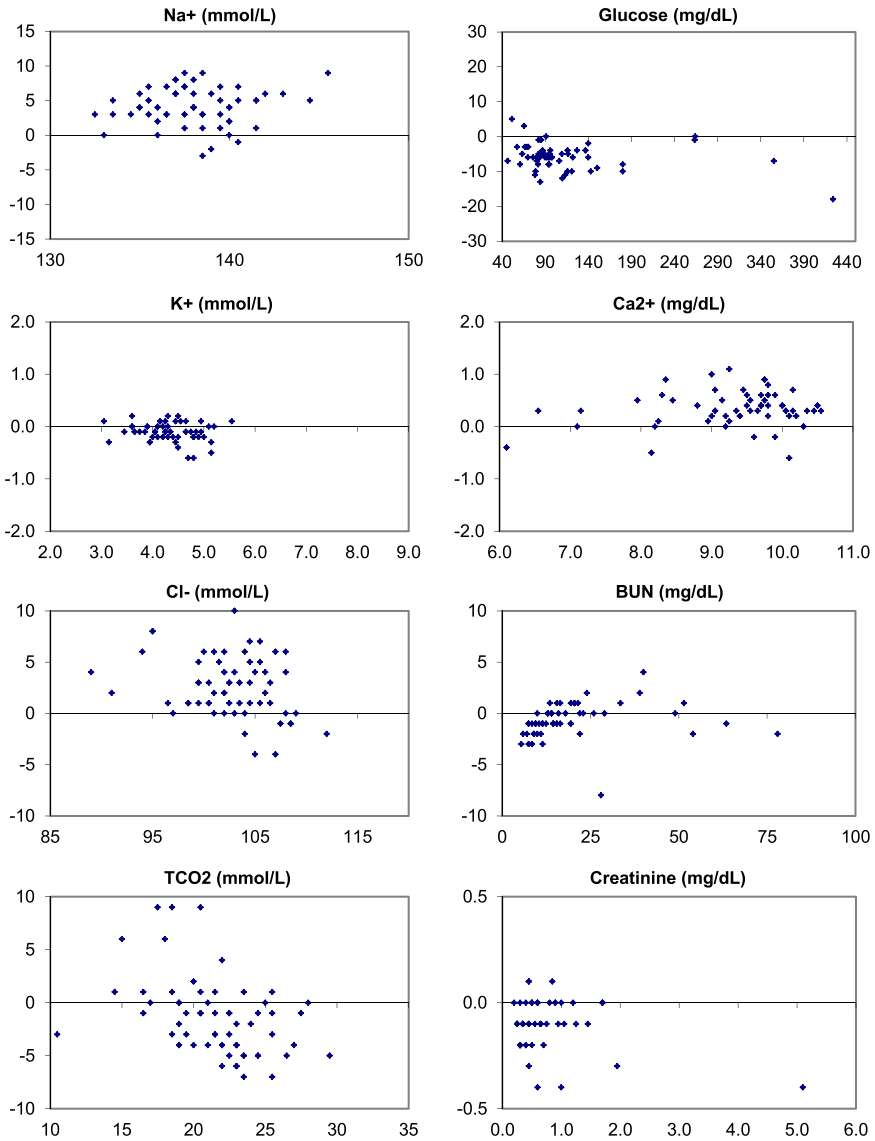 Na+ (mmol/L)
15
10
5
0
-5
-10
-15
130 140 150
Glucose (mg/dL)
30
20
10
0
-10
-20
-30
40 90 140 190 240 290 340 390 440
K+ (mmol/L)
2.0
1.0
0.0
-1.0
-2.0
2.0 3.0 4.0 5.0 6.0 7.0 8.0 9.0
Ca2+ (mg/dL)
2.0
1.0
0.0
-1.0
-2.0
6.0 7.0 8.0 9.0 10.0 11.0
Cl- (mmol/L)
10
5
0
-5
-10
85 95 105 115
BUN (mg/dL)
10
5
0
-5
-10
0 25 50 75 100
TCO2 (mmol/L)
10
5
0
-5
-10
10 15 20 25 30 35
Creatinine (mg/dL)
0.5
0.0
-0.5
0.0 1.0 2.0 3.0 4.0 5.0 6.0